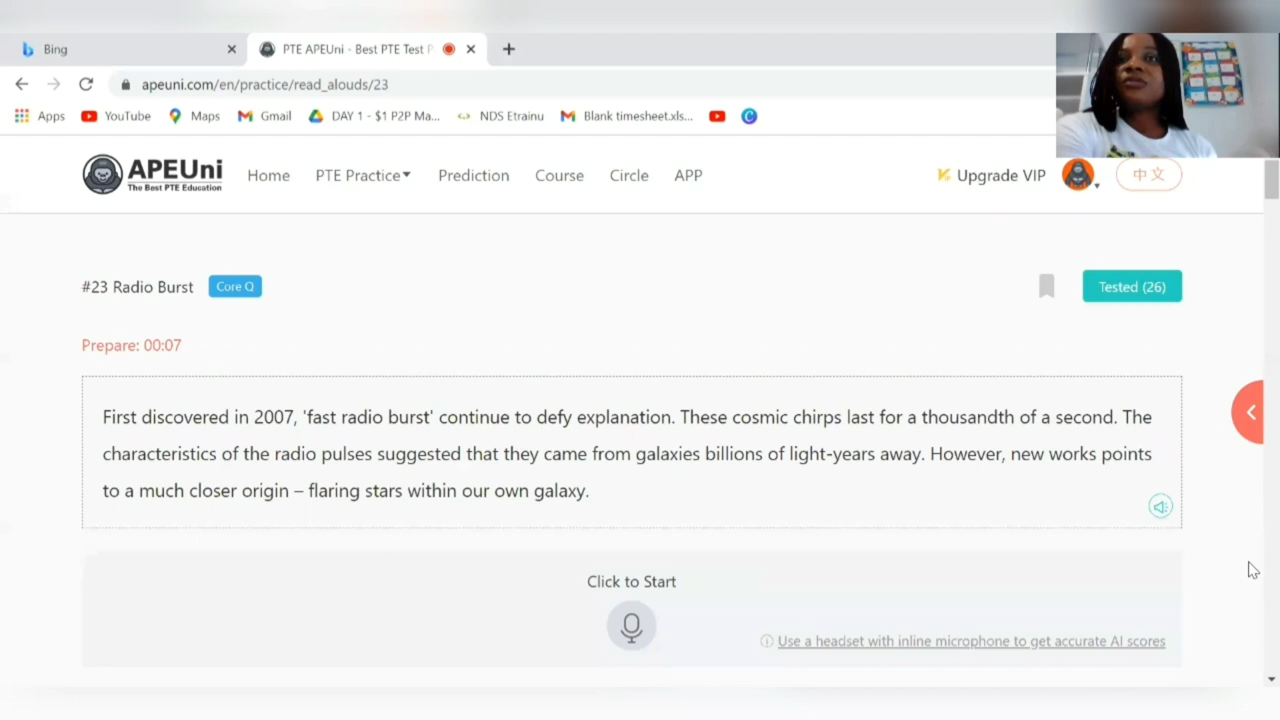 Bing
PTE APEUni - Best PTE Test P
apeuni.com/en/practice/read_alouds/23
Apps YouTube Maps Gmail DAY 1 - $1 P2P Ma... NDS Etrainu Blank timesheet.xls...
APEUni
The Best PTE Education
Home PTE Practice Prediction Course Circle APP Upgrade VIP 中文
#23 Radio Burst Core Q Tested (26)
Prepare: 00:07
First discovered in 2007, 'fast radio burst' continue to defy explanation. These cosmic chirps last for a thousandth of a second. The
characteristics of the radio pulses suggested that they came from galaxies billions of light-years away. However, new works points
to a much closer origin – flaring stars within our own galaxy.
Click to Start
Use a headset with inline microphone to get accurate AI scores